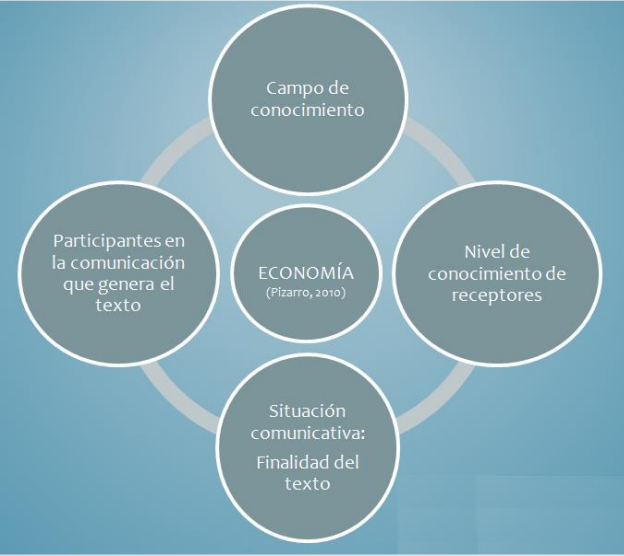 Campo de
conocimiento
Participantes en
la comunicación
que genera el
texto
ECONOMÍA
(Pizarro, 2010)
Nivel de
conocimiento de
receptores
Situación
comunicativa:
Finalidad del
texto